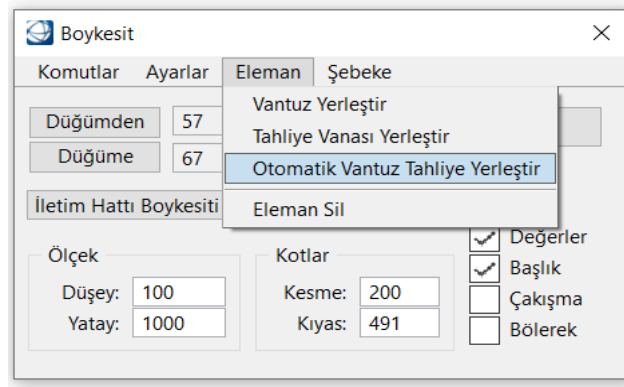 Boykesit
Komutlar Ayarlar Eleman Şebeke
Vantuz Yerleştir
Tahliye Vanası Yerleştir
Otomatik Vantuz Tahliye Yerleştir
Eleman Sil
Düğümden 57
Düğüme 67
İletim Hattı Boykesiti
Ölçek
Düşey: 100
Yatay: 1000
Kotlar
Kesme: 200
Kıyas: 491
Değerler
Başlık
Çakışma
Bölerek